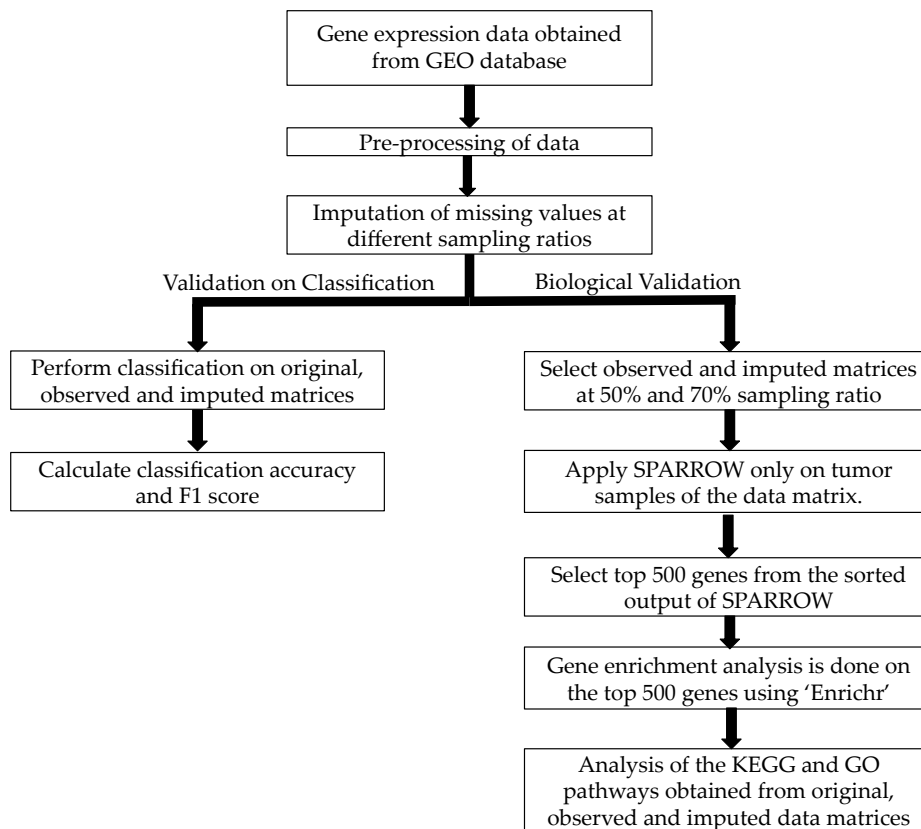 Gene expression data obtained
from GEO database
Pre-processing of data
Imputation of missing values at
different sampling ratios
Validation on Classification
Biological Validation
Perform classification on original,
observed and imputed matrices
Calculate classification accuracy
and F1 score
Select observed and imputed matrices
at 50% and 70% sampling ratio
Apply SPARROW only on tumor
samples of the data matrix.
Select top 500 genes from the sorted
output of SPARROW
Gene enrichment analysis is done on
the top 500 genes using ‘Enrichr’
Analysis of the KEGG and GO
pathways obtained from original,
observed and imputed data matrices